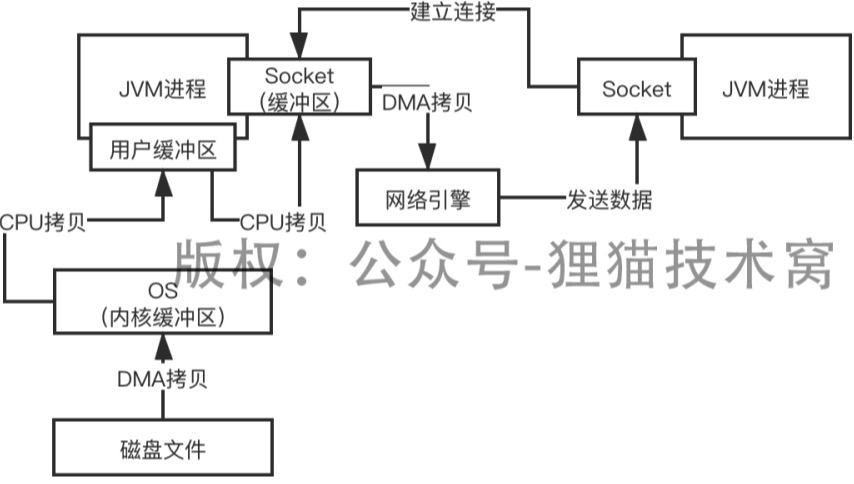 建立连接
JVM进程
Socket
（缓冲区）
DMA拷贝
Socket
JVM进程
用户缓冲区
网络引擎
发送数据
CPU拷贝
CPU拷贝
版权：公众号-狸猫技术窝
OS
（内核缓冲区）
DMA拷贝
磁盘文件